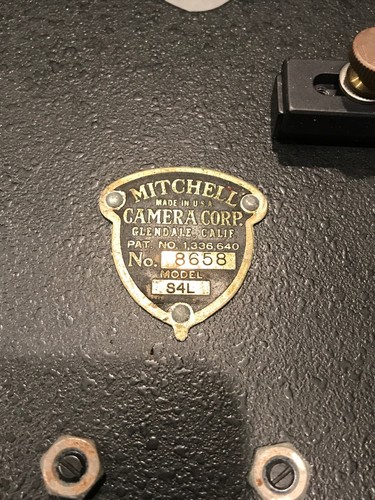 MITCHELL
MADE IN U.S.A.
CAMERA CORP.
GLENDALE, CALIF.
PAT. NO. 1,336,640
No. 8658
MODEL
S4L